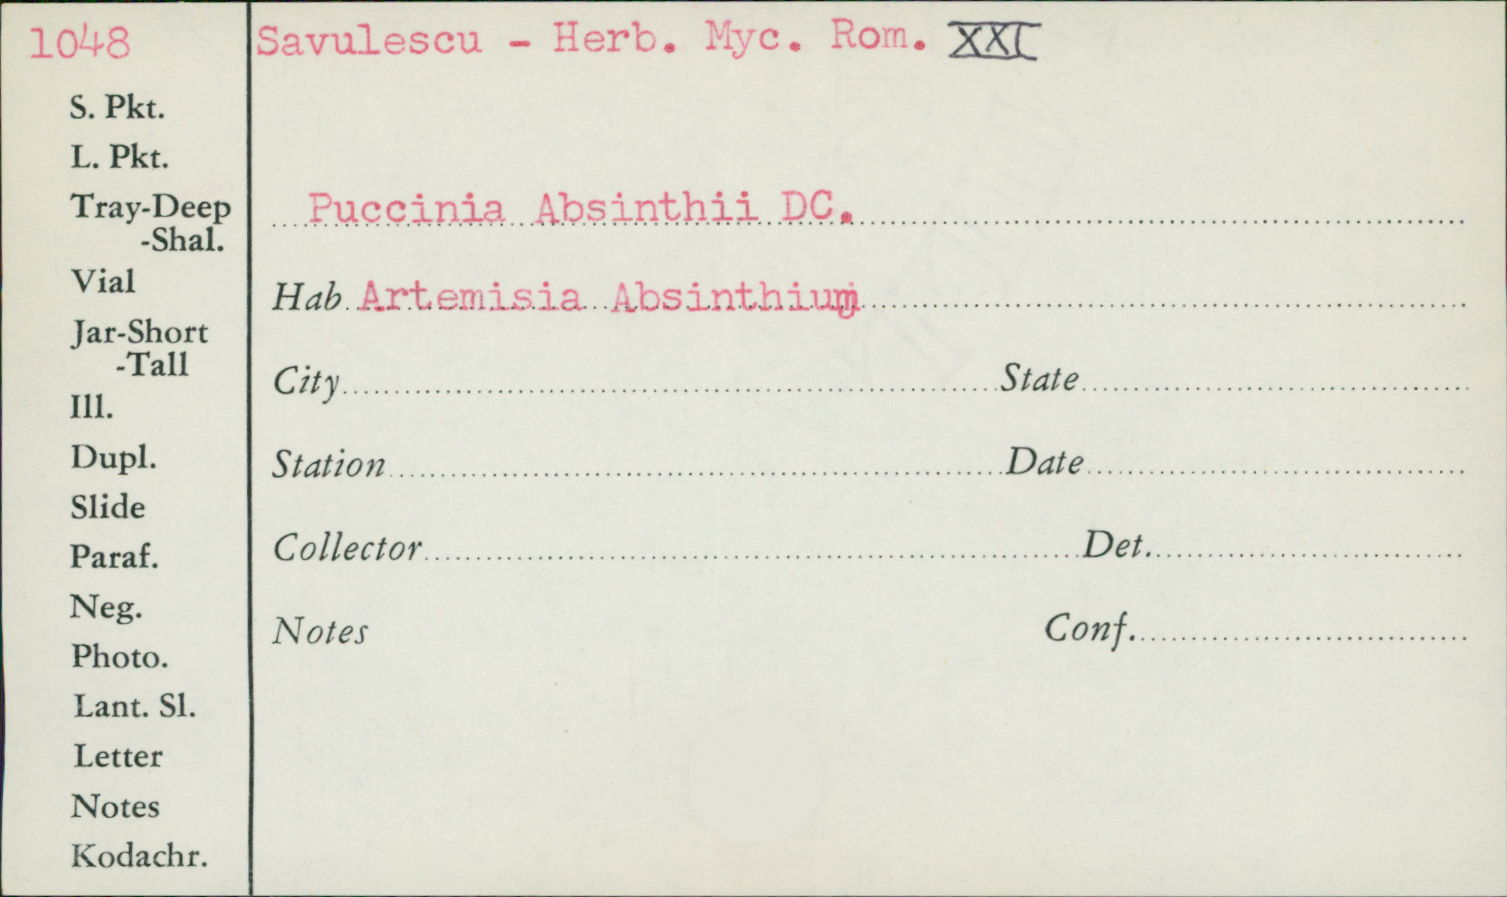 1048
Savulescu - Herb. Myc. Rom. XXI
S. Pkt.
L. Pkt.
Tray-Deep
-Shal.
Vial
Jar-Short
-Tall
Ill.
Dupl.
Slide
Paraf.
Neg.
Photo.
Lant. Sl.
Letter
Notes
Kodachr.
Puccinia Absinthii DC.
Hab Artemisia Absinthium
City State
Station Date
Collector Det.
Notes Conf.